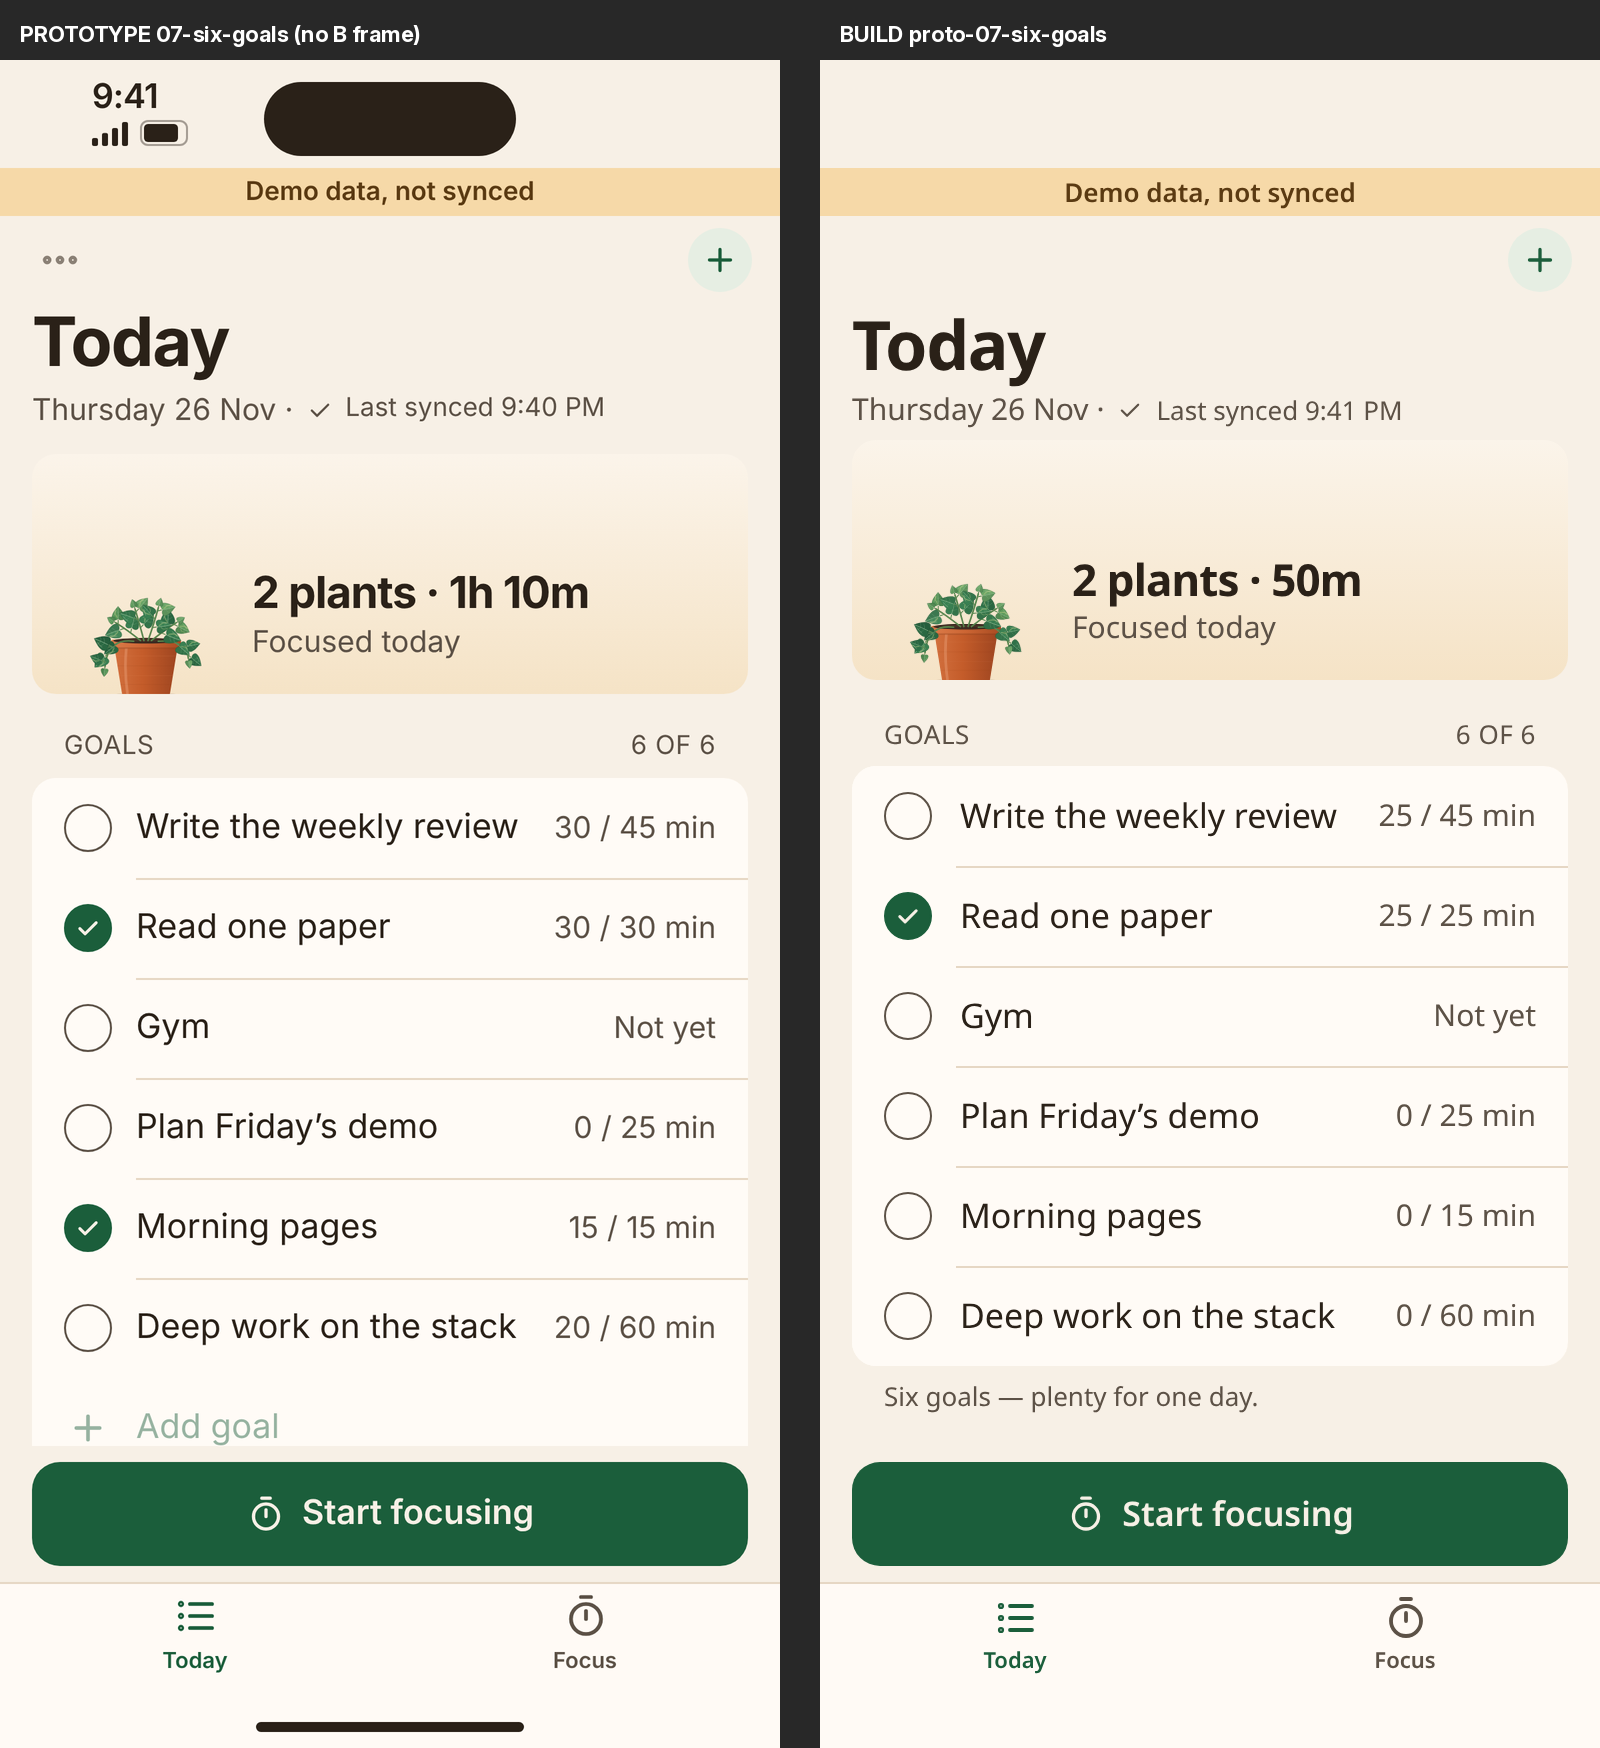 PROTOTYPE 07-six-goals (no B frame)
9:41
Demo data, not synced
Today
Thursday 26 Nov · Last synced 9:40 PM
2 plants · 1h 10m
Focused today
GOALS 6 OF 6
Write the weekly review 30 / 45 min
Read one paper 30 / 30 min
Gym Not yet
Plan Friday’s demo 0 / 25 min
Morning pages 15 / 15 min
Deep work on the stack 20 / 60 min
Add goal
Start focusing
Today Focus
BUILD proto-07-six-goals
Demo data, not synced
Today
Thursday 26 Nov · Last synced 9:41 PM
2 plants · 50m
Focused today
GOALS 6 OF 6
Write the weekly review 25 / 45 min
Read one paper 25 / 25 min
Gym Not yet
Plan Friday’s demo 0 / 25 min
Morning pages 0 / 15 min
Deep work on the stack 0 / 60 min
Six goals — plenty for one day.
Start focusing
Today Focus